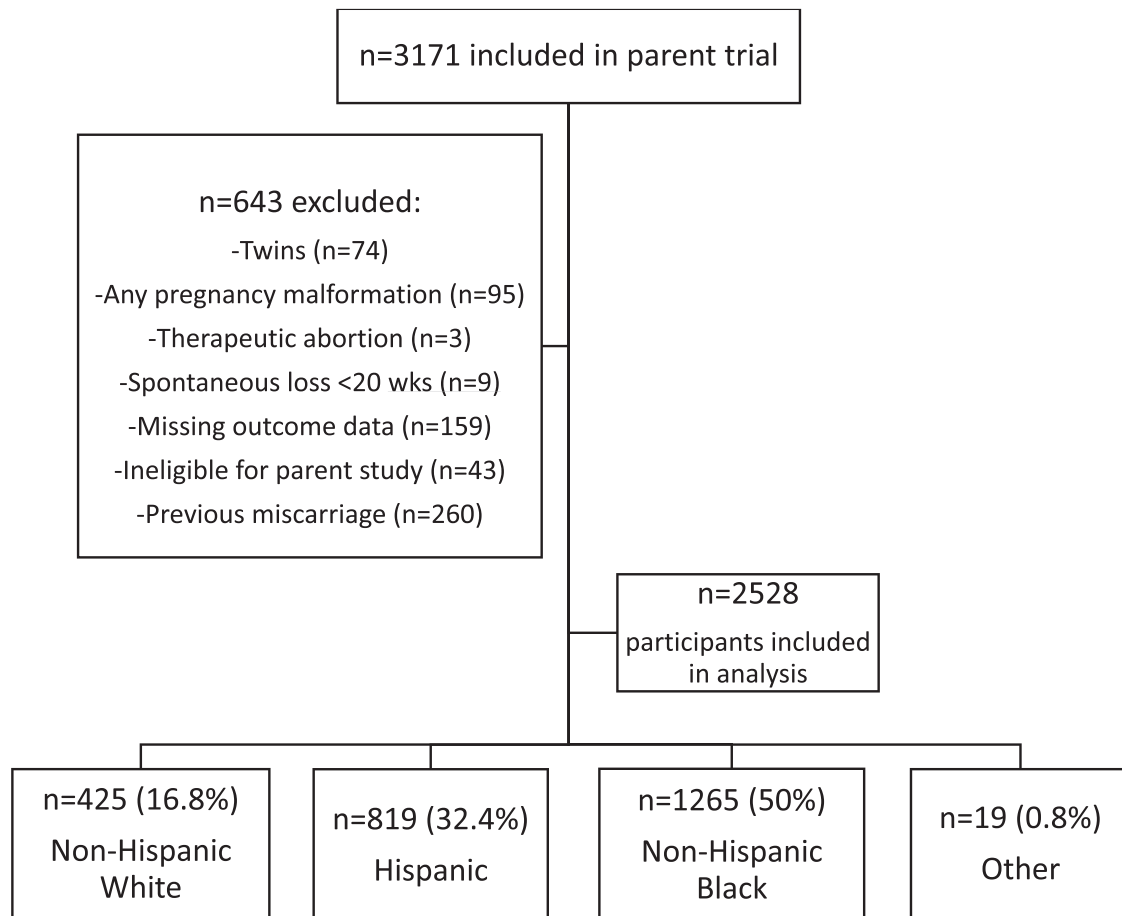 n=3171 included in parent trial
n=643 excluded:
-Twins (n=74)
-Any pregnancy malformation (n=95)
-Therapeutic abortion (n=3)
-Spontaneous loss <20 wks (n=9)
-Missing outcome data (n=159)
-Ineligible for parent study (n=43)
-Previous miscarriage (n=260)
n=2528
participants included
in analysis
n=425 (16.8%)
Non-Hispanic
White
n=819 (32.4%)
Hispanic
n=1265 (50%)
Non-Hispanic
Black
n=19 (0.8%)
Other